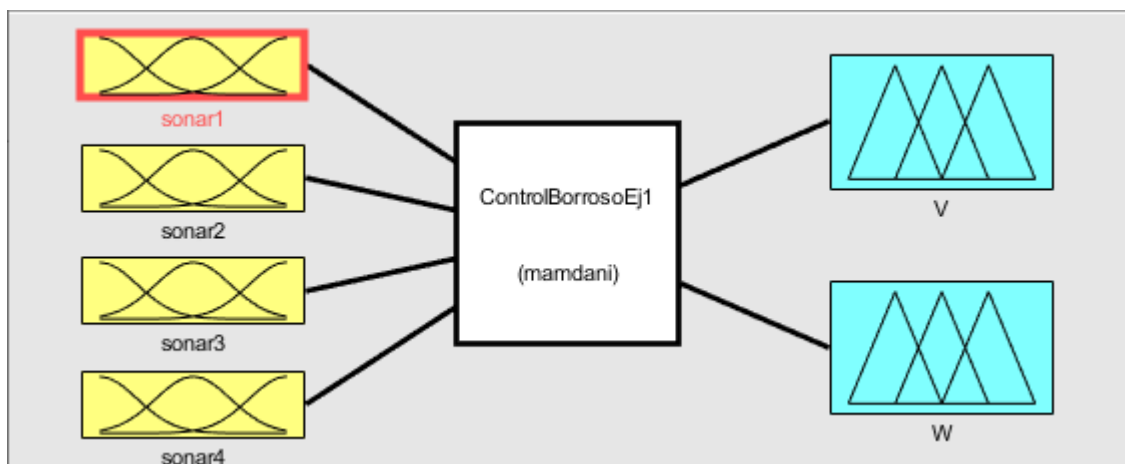 sonar1
sonar2
sonar3
sonar4
ControlBorrosoEj1
(mamdani)
V
W